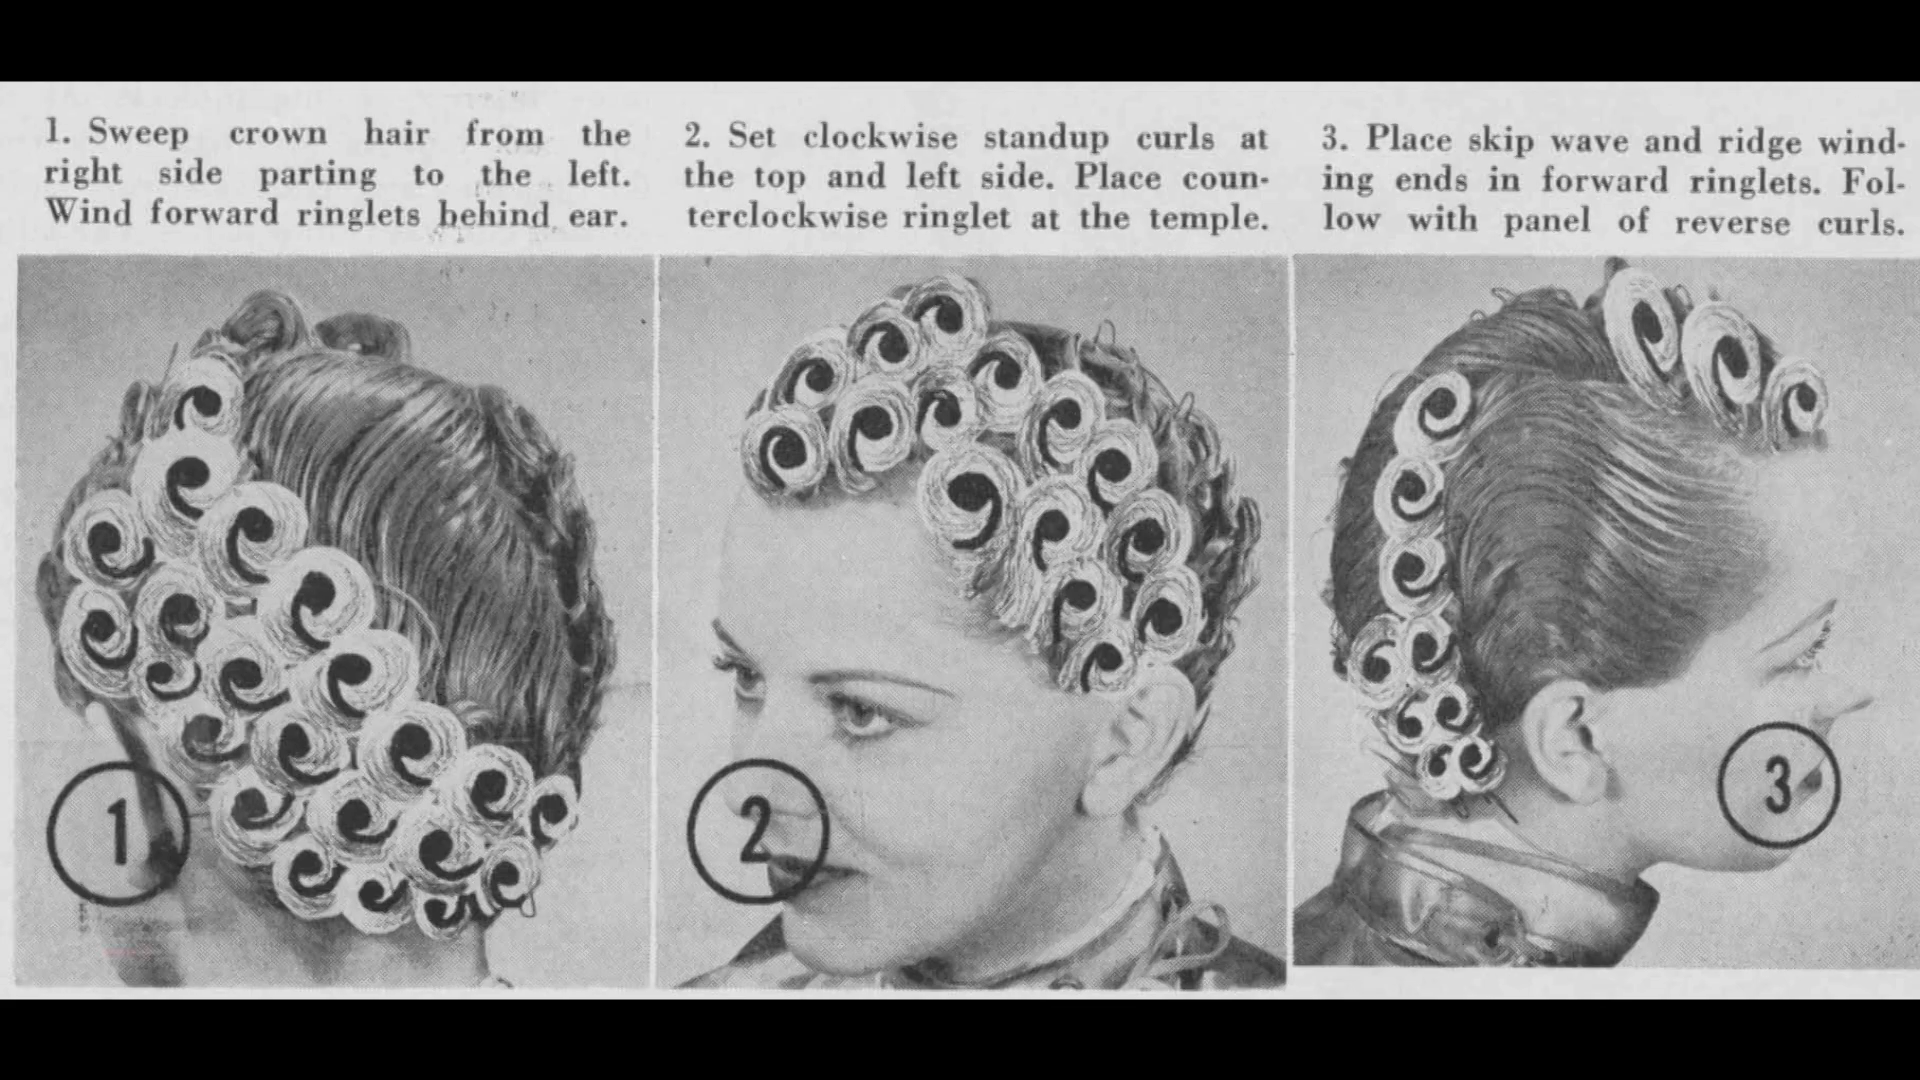 1. Sweep crown hair from the
right side parting to the left.
Wind forward ringlets behind ear.
2. Set clockwise standup curls at
the top and left side. Place coun-
terclockwise ringlet at the temple.
3. Place skip wave and ridge wind-
ing ends in forward ringlets. Fol-
low with panel of reverse curls.
1
2
3